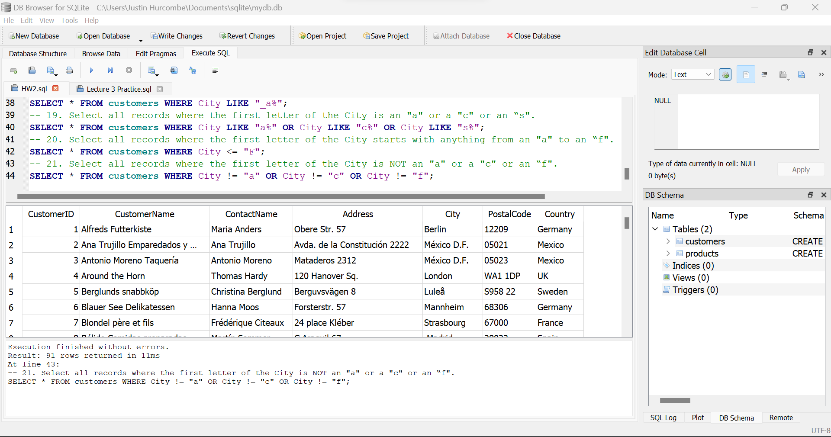 DB Browser for SQLite - C:\Users\Justin Hurcombe\Documents\sqlite\mydb.db
File Edit View Tools Help
New Database Open Database Write Changes Revert Changes Open Project Save Project Attach Database Close Database
Database Structure Browse Data Edit Pragmas Execute SQL
HW2.sql Lecture 3 Practice.sql
38 SELECT * FROM customers WHERE City LIKE "_a%";
39 -- 19. Select all records where the first letter of the City is an "a" or a "c" or an "s".
40 SELECT * FROM customers WHERE City LIKE "a%" OR City LIKE "c%" OR City LIKE "s%";
41 -- 20. Select all records where the first letter of the City starts with anything from an "a" to an "f".
42 SELECT * FROM customers WHERE City <= "g";
43 -- 21. Select all records where the first letter of the City is NOT an "a" or a "c" or an "f".
44 SELECT * FROM customers WHERE City != "a" OR City != "c" OR City != "f";
CustomerID CustomerName ContactName Address City PostalCode Country
1 1 Alfreds Futterkiste Maria Anders Obere Str. 57 Berlin 12209 Germany
2 2 Ana Trujillo Emparedados y ... Ana Trujillo Avda. de la Constitución 2222 México D.F. 05021 Mexico
3 3 Antonio Moreno Taquería Antonio Moreno Mataderos 2312 México D.F. 05023 Mexico
4 4 Around the Horn Thomas Hardy 120 Hanover Sq. London WA1 1DP UK
5 5 Berglunds snabbköp Christina Berglund Berguvsvägen 8 Luleå S958 22 Sweden
6 6 Blauer See Delikatessen Hanna Moos Forsterstr. 57 Mannheim 68306 Germany
7 7 Blondel père et fils Frédérique Citeaux 24 place Kléber Strasbourg 67000 France
Execution finished without errors.
Result: 91 rows returned in 11ms
At line 43:
-- 21. Select all records where the first letter of the City is NOT an "a" or a "c" or an "f".
SELECT * FROM customers WHERE City != "a" OR City != "c" OR City != "f";
Edit Database Cell
Mode: Text
NULL
Type of data currently in cell: NULL
0 byte(s)
Apply
DB Schema
Name Type Schema
Tables (2)
customers CREATE
products CREATE
Indices (0)
Views (0)
Triggers (0)
SQL Log Plot DB Schema Remote
UTF-8